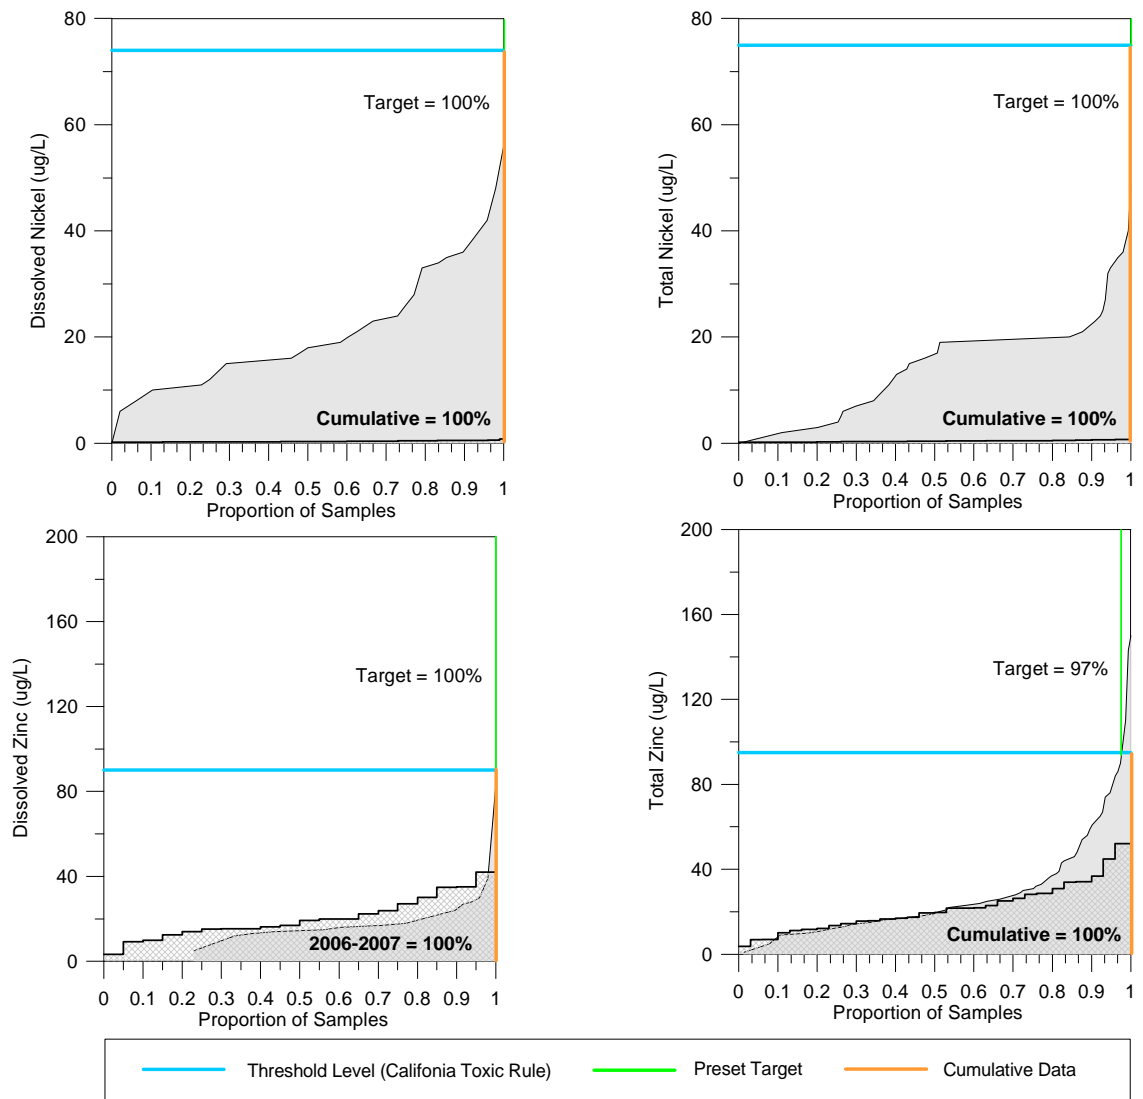 80
60
40
20
0
Dissolved Nickel (ug/L)
Target = 100%
Cumulative = 100%
0 0.1 0.2 0.3 0.4 0.5 0.6 0.7 0.8 0.9 1
Proportion of Samples
80
60
40
20
0
Total Nickel (ug/L)
Target = 100%
Cumulative = 100%
0 0.1 0.2 0.3 0.4 0.5 0.6 0.7 0.8 0.9 1
Proportion of Samples
200
160
120
80
40
0
Dissolved Zinc (ug/L)
Target = 100%
2006-2007 = 100%
0 0.1 0.2 0.3 0.4 0.5 0.6 0.7 0.8 0.9 1
Proportion of Samples
200
160
120
80
40
0
Total Zinc (ug/L)
Target = 97%
Cumulative = 100%
0 0.1 0.2 0.3 0.4 0.5 0.6 0.7 0.8 0.9 1
Proportion of Samples
Threshold Level (Califonia Toxic Rule)
Preset Target
Cumulative Data